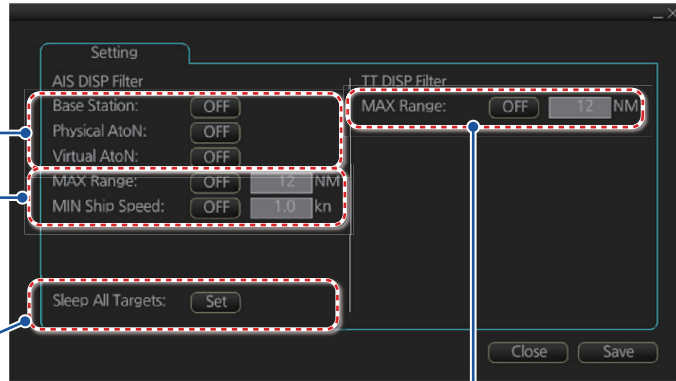 Setting
AIS DISP Filter
Base Station: OFF
Physical AtoN: OFF
Virtual AtoN: OFF
MAX Range: OFF 12 NM
MIN Ship Speed: OFF 1.0 kn
Sleep All Targets: Set
TT DISP Filter
MAX Range: OFF 12 NM
Close Save